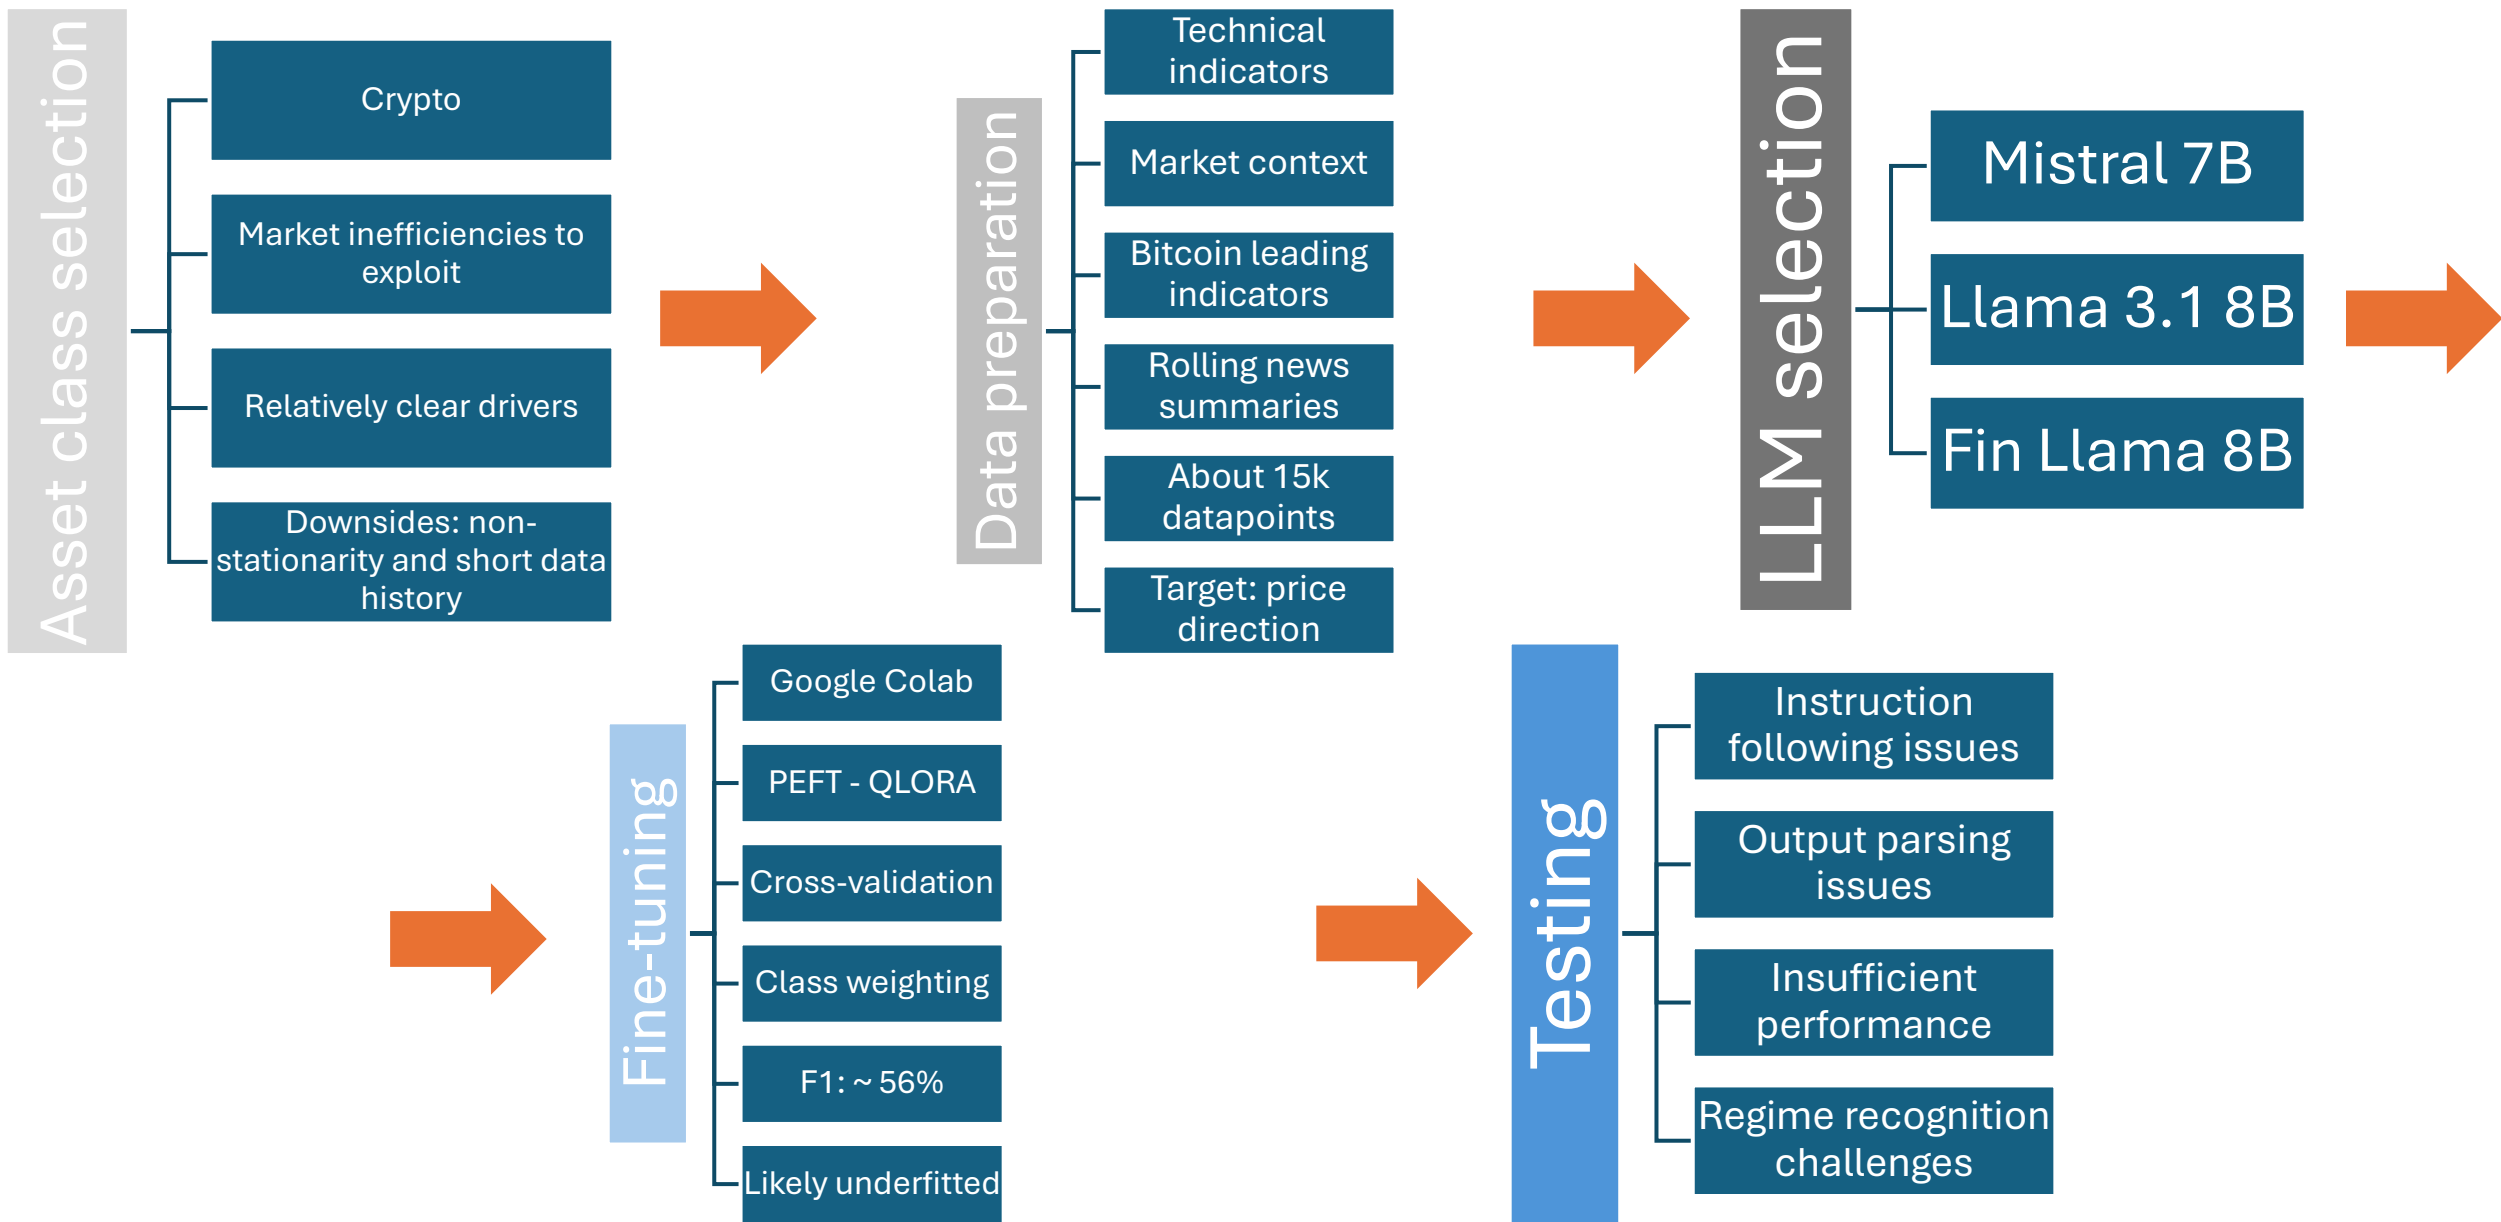 Asset class selection
Crypto
Market inefficiencies to
exploit
Relatively clear drivers
Downsides: non-
stationarity and short data
history
Data preparation
Technical
indicators
Market context
Bitcoin leading
indicators
Rolling news
summaries
About 15k
datapoints
Target: price
direction
LLM selection
Mistral 7B
Llama 3.1 8B
Fin Llama 8B
Fine-tuning
Google Colab
PEFT - QLORA
Cross-validation
Class weighting
F1: ~ 56%
Likely underfitted
Testing
Instruction
following issues
Output parsing
issues
Insufficient
performance
Regime recognition
challenges